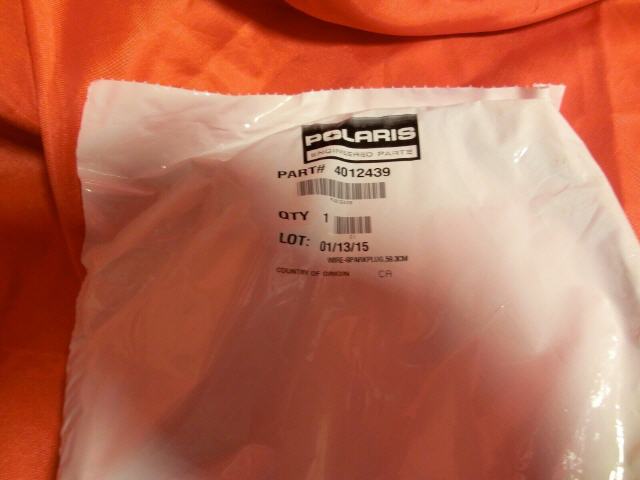 POLARIS
ENGINEERED PARTS
PART# 4012439
QTY 1
LOT: 01/13/15
WIRE-SPARKPLUG, 58.3CM
COUNTRY OF ORIGIN CA